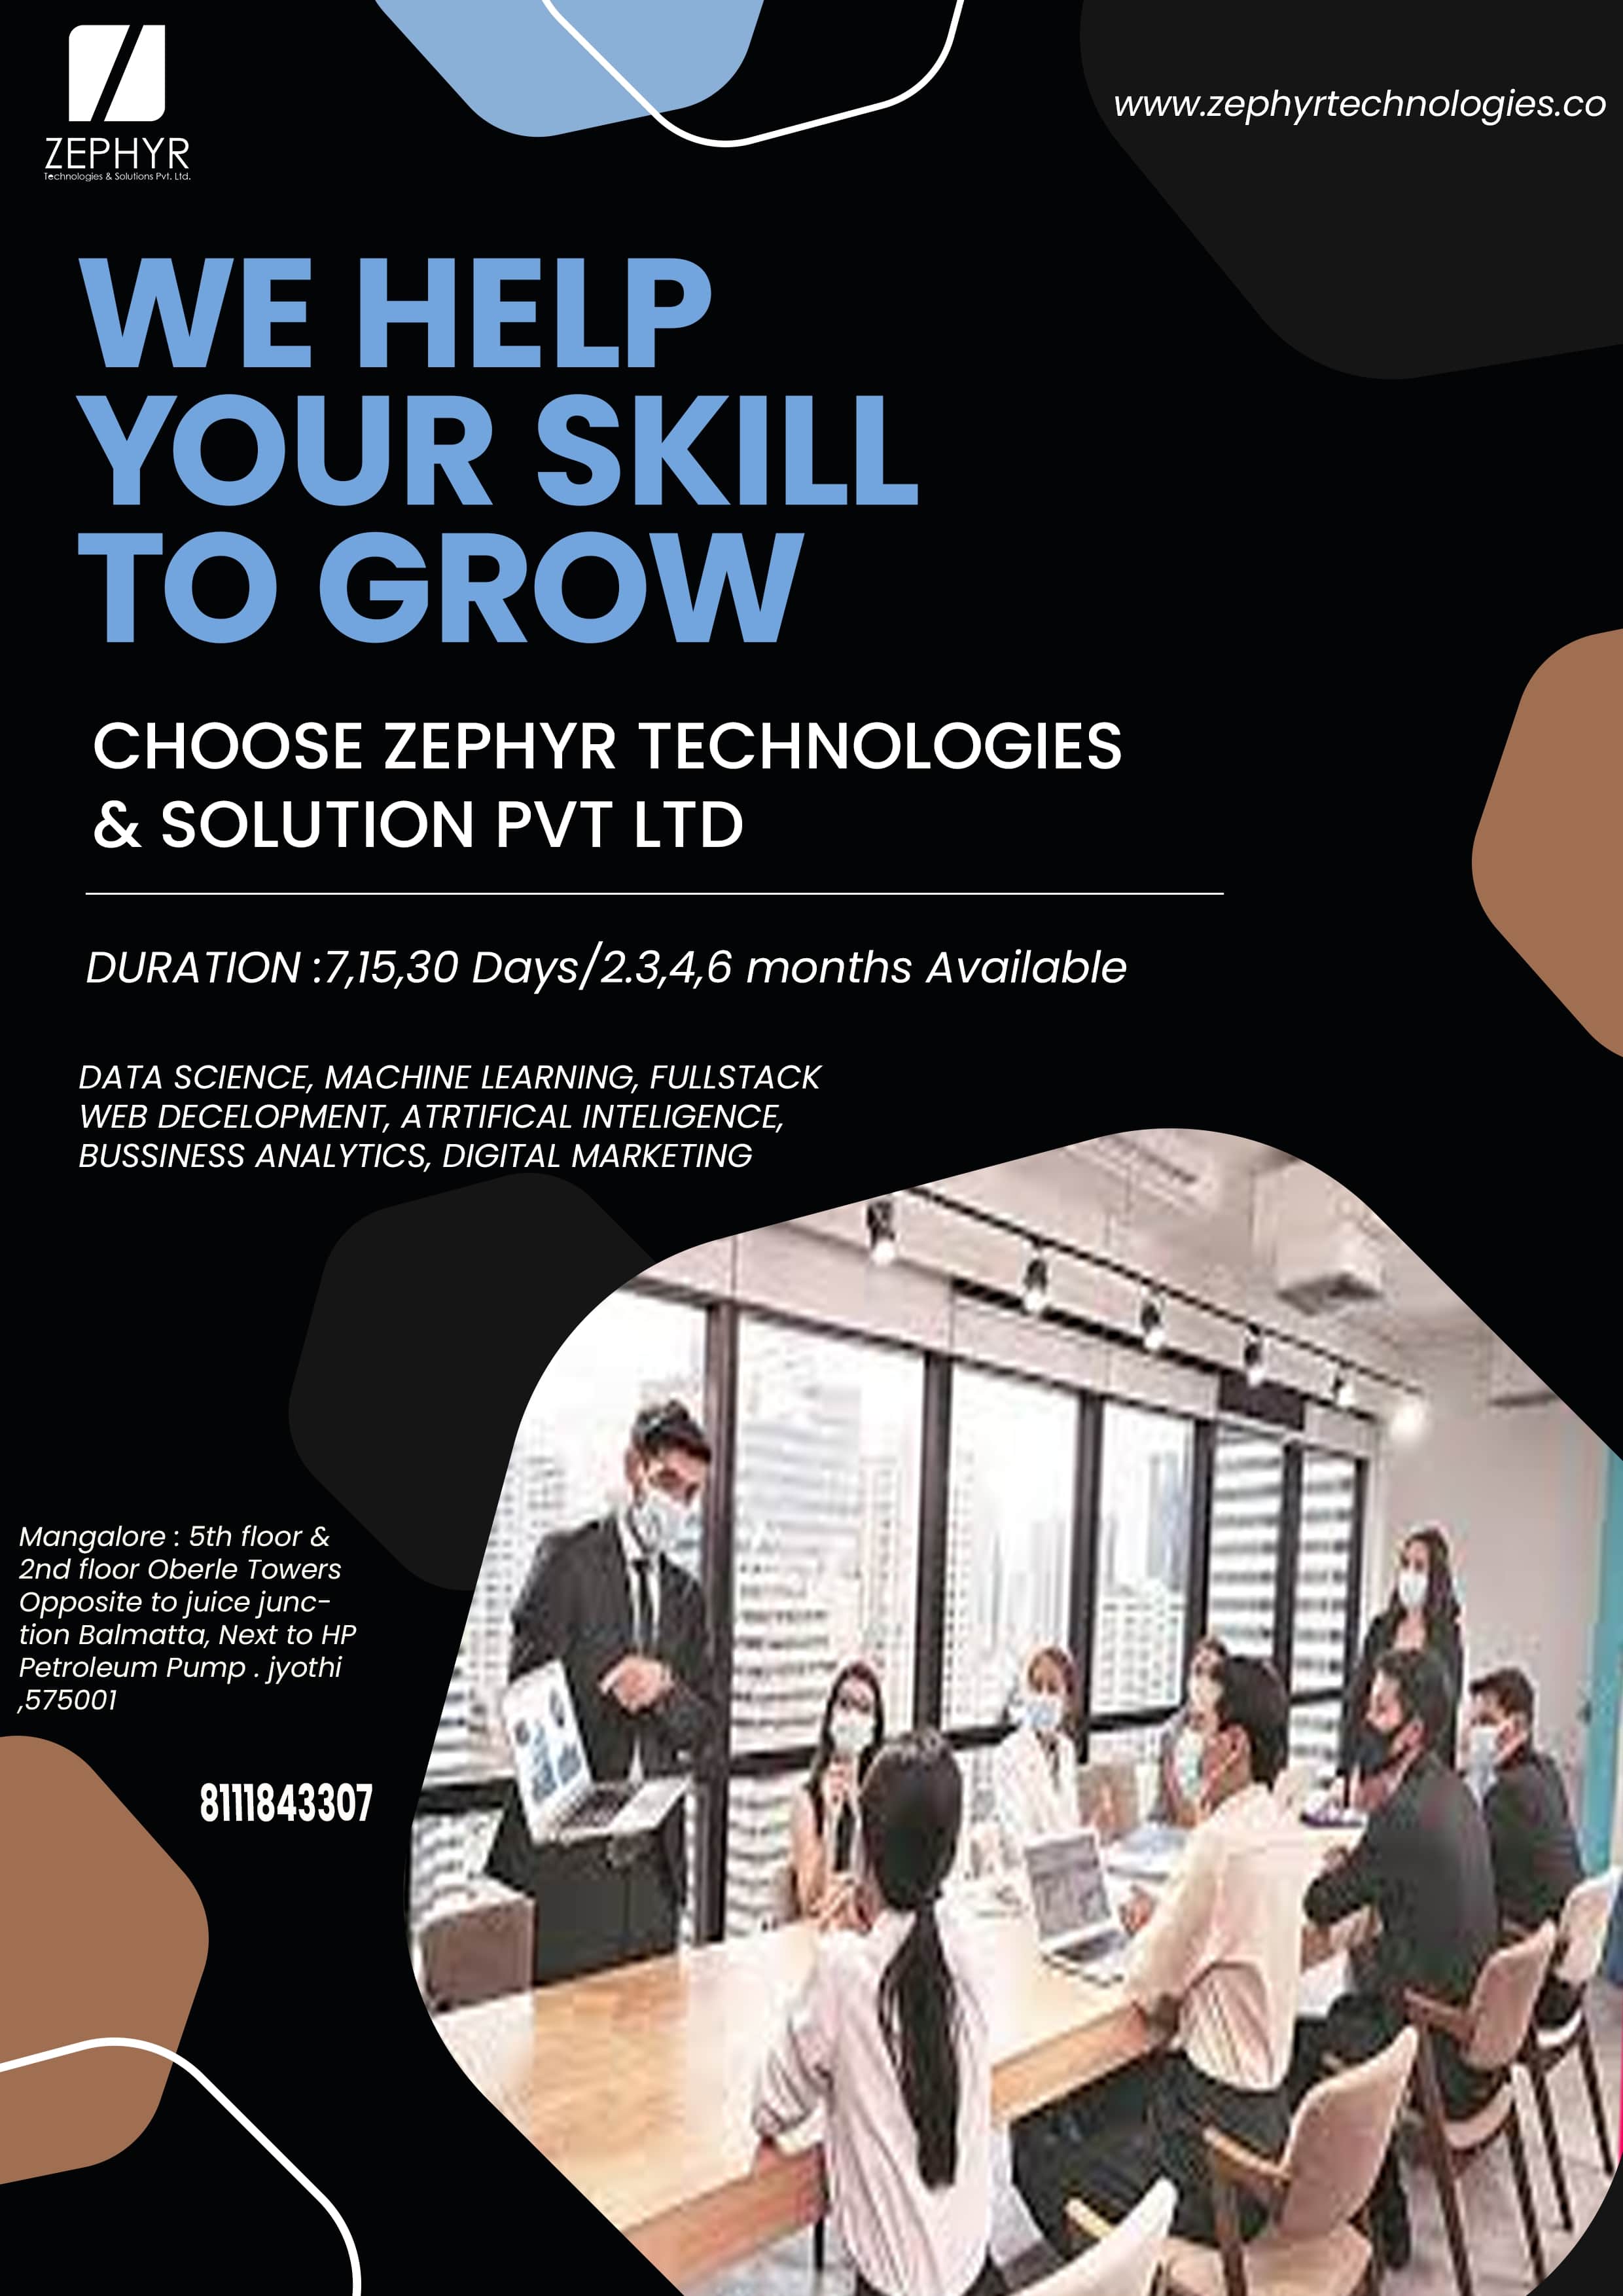 ZEPHYR
Technologies & Solutions Pvt. Ltd.
www.zephyrtechnologies.co
WE HELP
YOUR SKILL
TO GROW
CHOOSE ZEPHYR TECHNOLOGIES
& SOLUTION PVT LTD
DURATION :7,15,30 Days/2.3,4,6 months Available
DATA SCIENCE, MACHINE LEARNING, FULLSTACK
WEB DECELOPMENT, ATRTIFICAL INTELIGENCE,
BUSSINESS ANALYTICS, DIGITAL MARKETING
Mangalore : 5th floor &
2nd floor Oberle Towers
Opposite to juice junc-
tion Balmatta, Next to HP
Petroleum Pump . jyothi
,575001
8111843307